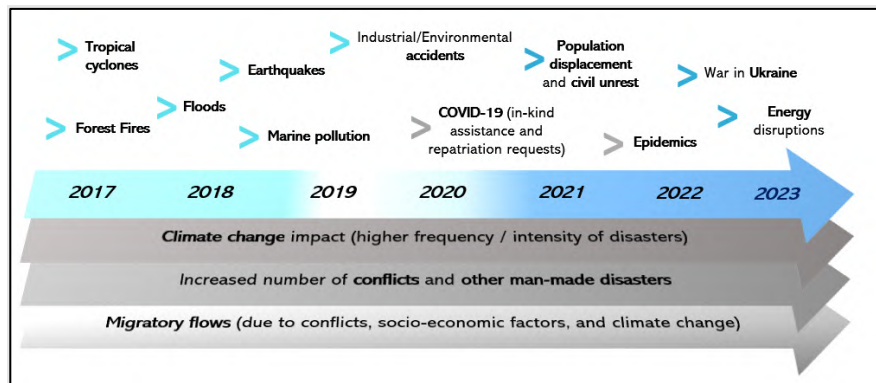 Tropical
cyclones
Forest Fires
Floods
Earthquakes
Marine pollution
Industrial/Environmental
accidents
COVID-19 (in-kind
assistance and
repatriation requests)
Population
displacement
and civil unrest
Epidemics
War in Ukraine
Energy
disruptions
2017 2018 2019 2020 2021 2022 2023
Climate change impact (higher frequency / intensity of disasters)
Increased number of conflicts and other man-made disasters
Migratory flows (due to conflicts, socio-economic factors, and climate change)